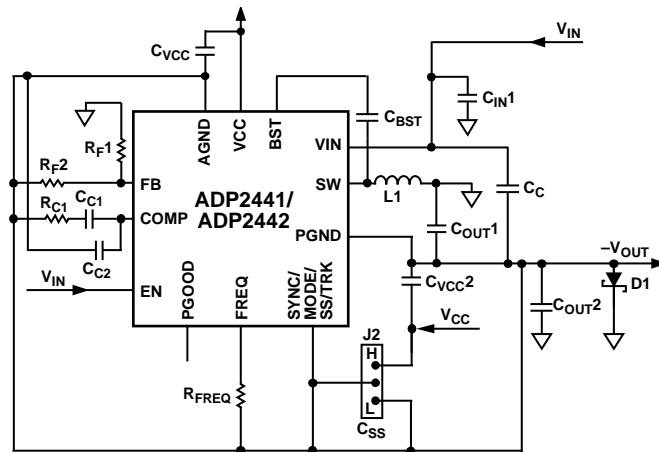 CVCC
VIN
CIN1
CBST
RF1
RF2
RC1
CC1
CC2
VIN
AGND
VCC
BST
VIN
FB
COMP
EN
ADP2441/
ADP2442
SW
PGND
PGOOD
FREQ
SYNC/
MODE/
SS/TRK
L1
CC
COUT1
–VOUT
CVCC2
COUT2
D1
VCC
J2
H
L
CSS
RFREQ